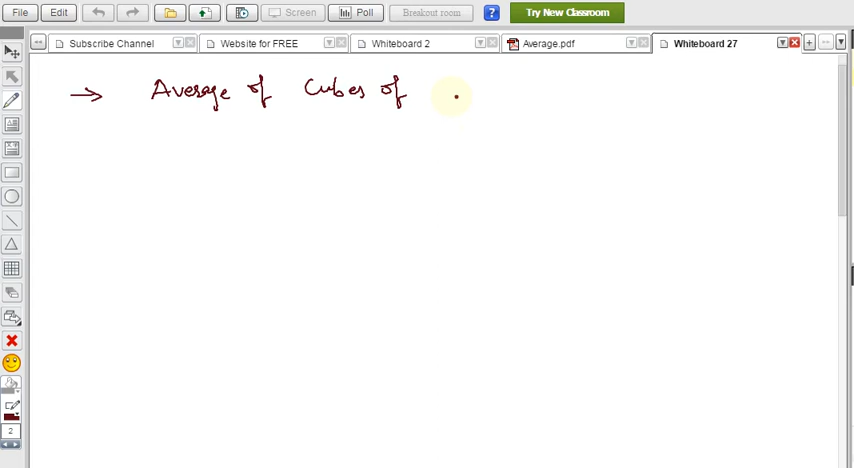 File Edit Screen Poll Breakout room ? Try New Classroom
Subscribe Channel Website for FREE Whiteboard 2 Average.pdf Whiteboard 27
→ Average of Cubes of
2